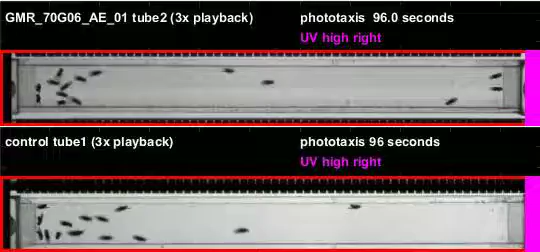 GMR_70G06_AE_01 tube2 (3x playback) phototaxis 96.0 seconds
UV high right
control tube1 (3x playback) phototaxis 96 seconds
UV high right